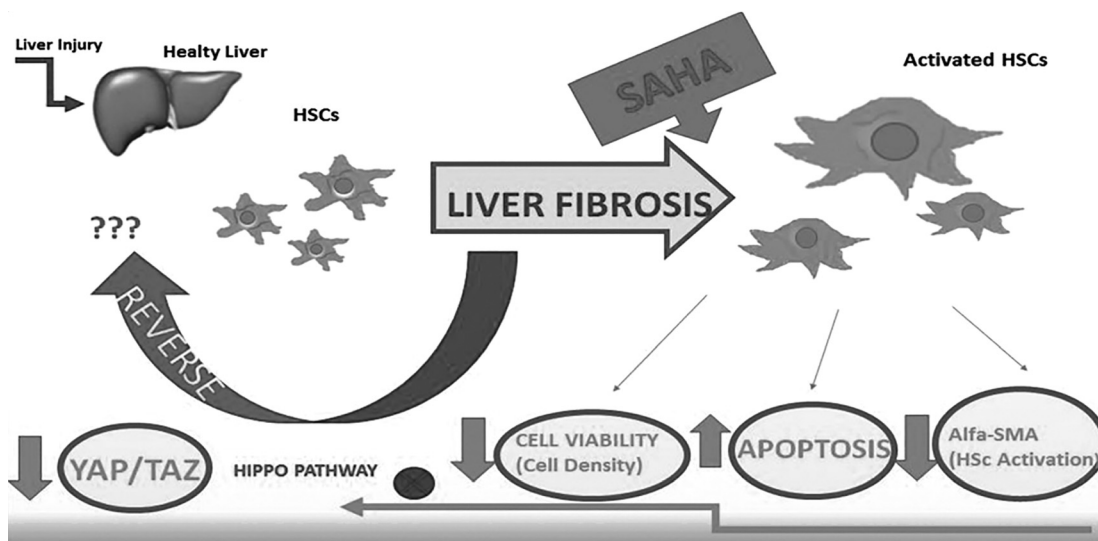 Liver Injury
Healty Liver
HSCs
SAHA
Activated HSCs
LIVER FIBROSIS
???
REVERSE
YAP/TAZ
HIPPO PATHWAY
CELL VIABILITY
(Cell Density)
APOPTOSIS
Alfa-SMA
(HSc Activation)